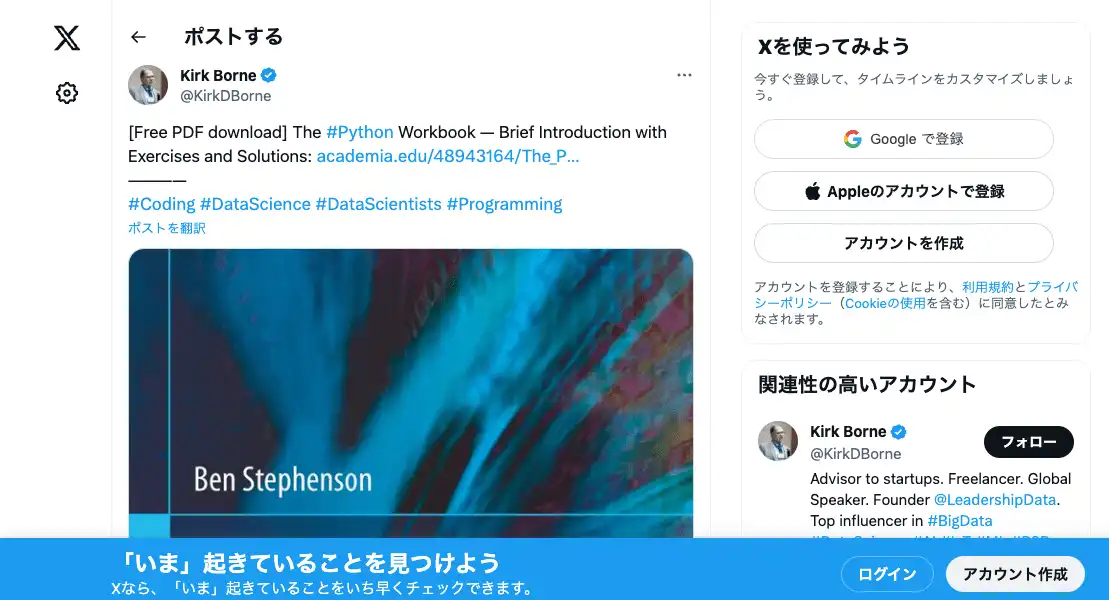 ポストする
Kirk Borne
@KirkDBorne
[Free PDF download] The #Python Workbook — Brief Introduction with
Exercises and Solutions: academia.edu/48943164/The_P...
———–
#Coding #DataScience #DataScientists #Programming
ポストを翻訳
Ben Stephenson
Xを使ってみよう
今すぐ登録して、タイムラインをカスタマイズしましょ
う。
Google で登録
Appleのアカウントで登録
アカウントを作成
アカウントを登録することにより、利用規約とプライバ
シーポリシー（Cookieの使用を含む）に同意したとみ
なされます。
関連性の高いアカウント
Kirk Borne
@KirkDBorne
フォロー
Advisor to startups. Freelancer. Global
Speaker. Founder @LeadershipData.
Top influencer in #BigData
「いま」起きていることを見つけよう
Xなら、「いま」起きていることをいち早くチェックできます。
ログイン
アカウント作成